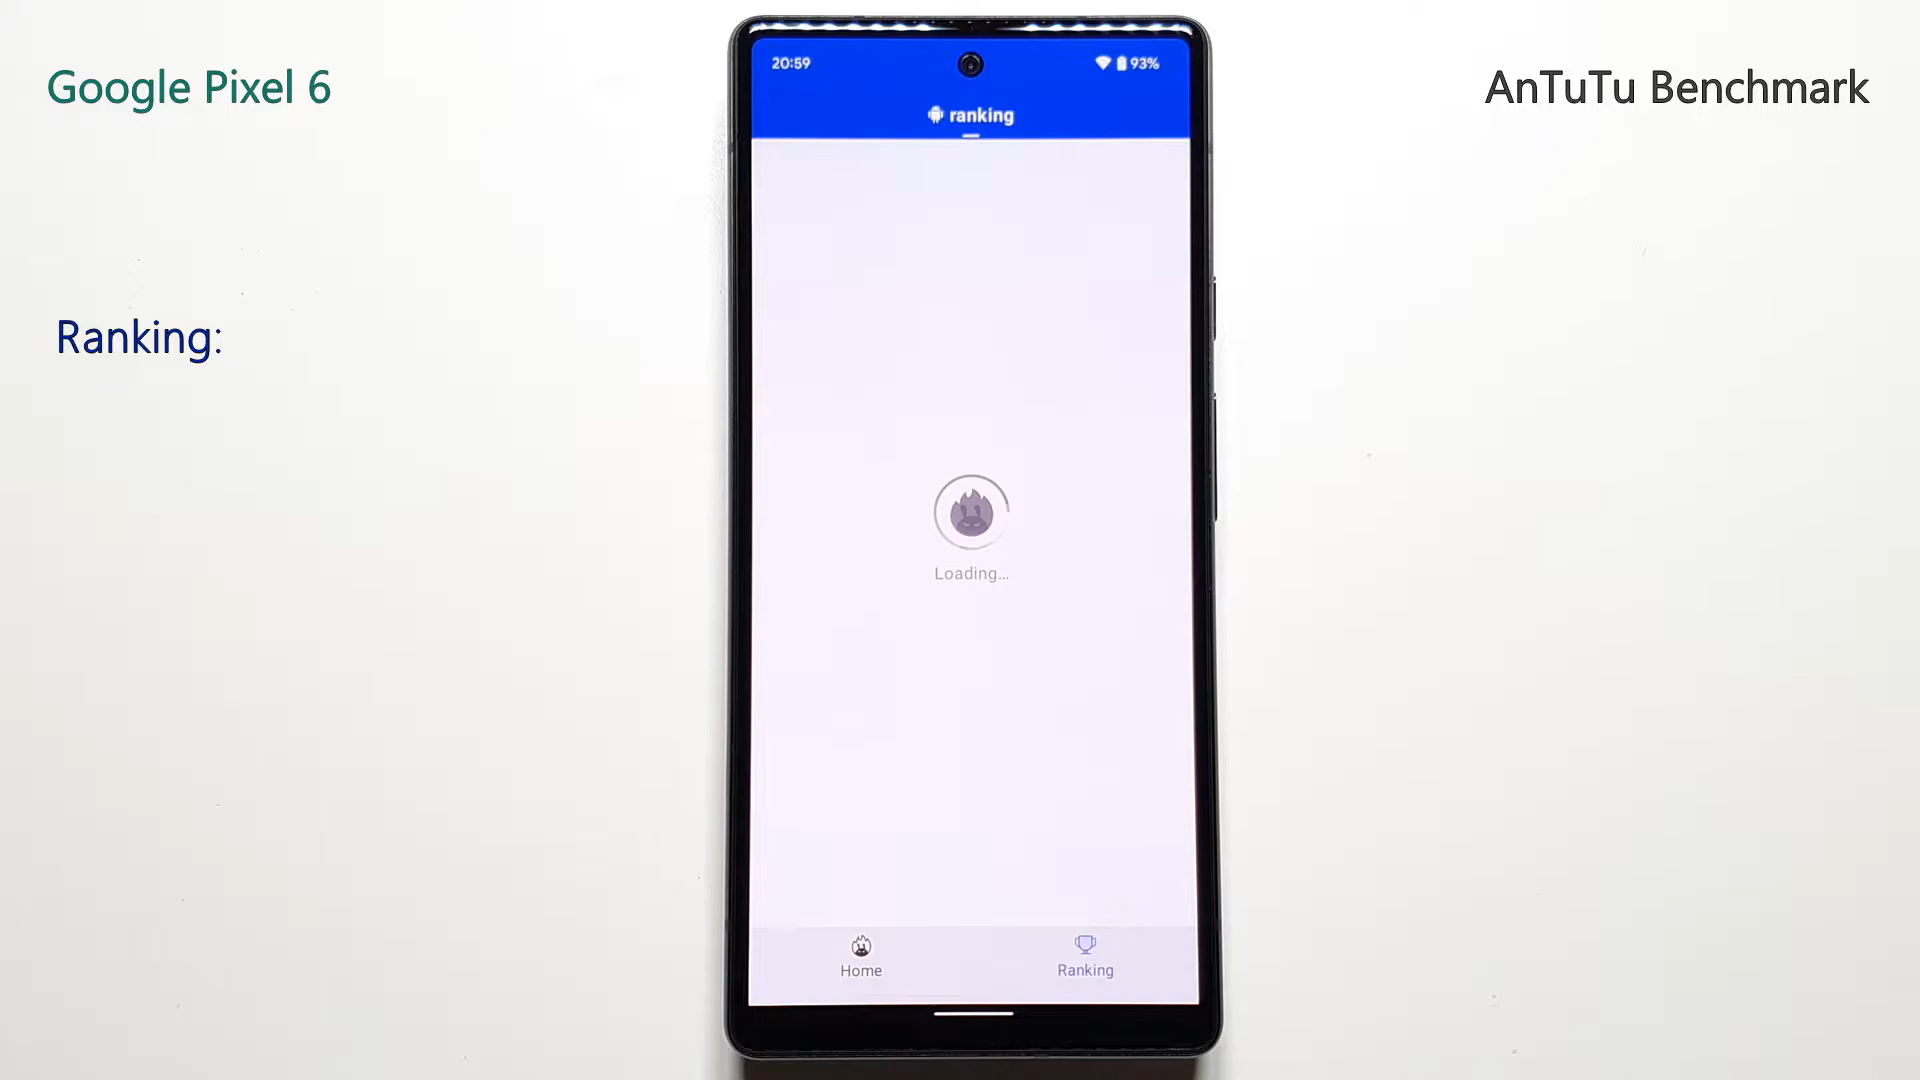 Google Pixel 6
AnTuTu Benchmark
20:59
93%
ranking
Ranking:
Loading...
Home
Ranking